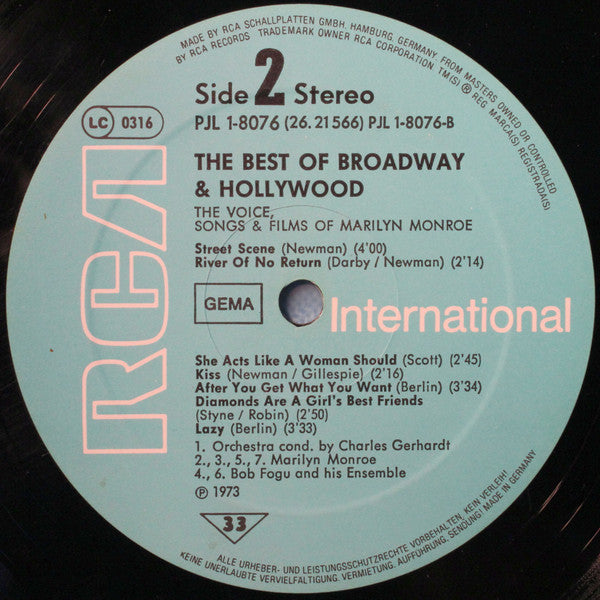 MADE BY RCA SCHALLPLATTEN GMBH, HAMBURG, GERMANY, FROM MASTERS OWNED OR CONTROLLED
BY RCA RECORDS TRADEMARK OWNER RCA CORPORATION, TM(S) ® REG MARCA(S) REGISTRADA(S)
Side 2 Stereo
LC 0316
PJL 1-8076 (26.21566) PJL 1-8076-B
THE BEST OF BROADWAY
& HOLLYWOOD
THE VOICE,
SONGS & FILMS OF MARILYN MONROE
Street Scene (Newman) (4'00)
River Of No Return (Darby / Newman) (2'14)
RCA
GEMA
International
She Acts Like A Woman Should (Scott) (2'45)
Kiss (Newman / Gillespie) (2'16)
After You Get What You Want (Berlin) (3'34)
Diamonds Are A Girl's Best Friends
(Styne / Robin) (2'50)
Lazy (Berlin) (3'33)
1. Orchestra cond. by Charles Gerhardt
2., 3., 5., 7. Marilyn Monroe
4., 6. Bob Fogu and his Ensemble
℗ 1973
33
ALLE URHEBER- UND LEISTUNGSSCHUTZRECHTE VORBEHALTEN. KEIN VERLEIH!
KEINE UNERLAUBTE VERVIELFÄLTIGUNG, VERMIETUNG, AUFFÜHRUNG, SENDUNG! MADE IN GERMANY